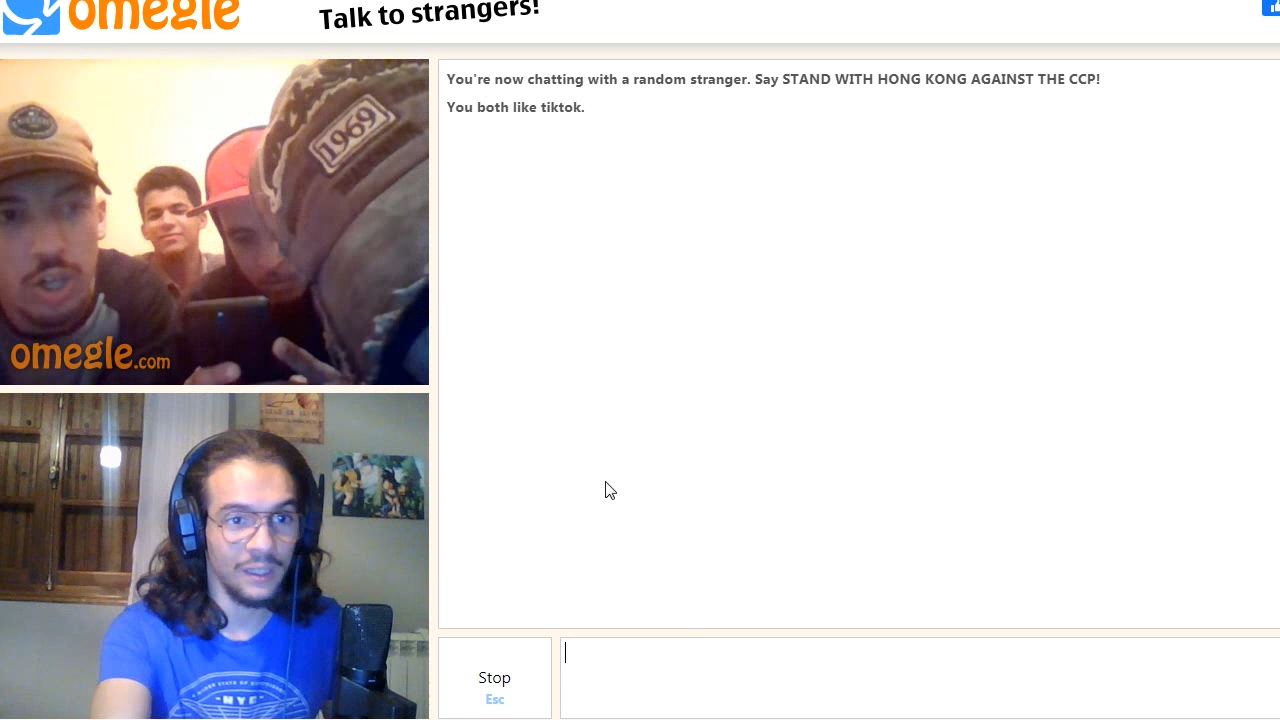 omegle
Talk to strangers!
You're now chatting with a random stranger. Say STAND WITH HONG KONG AGAINST THE CCP!
You both like tiktok.
1969
omegle.com
NYC
Stop
Esc